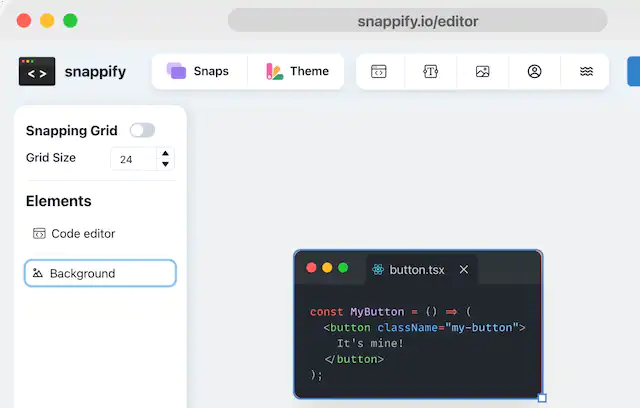 snappify.io/editor
snappify Snaps Theme
Snapping Grid
Grid Size 24
Elements
Code editor
Background
button.tsx
const MyButton = () => (
<button className="my-button">
It's mine!
</button>
);